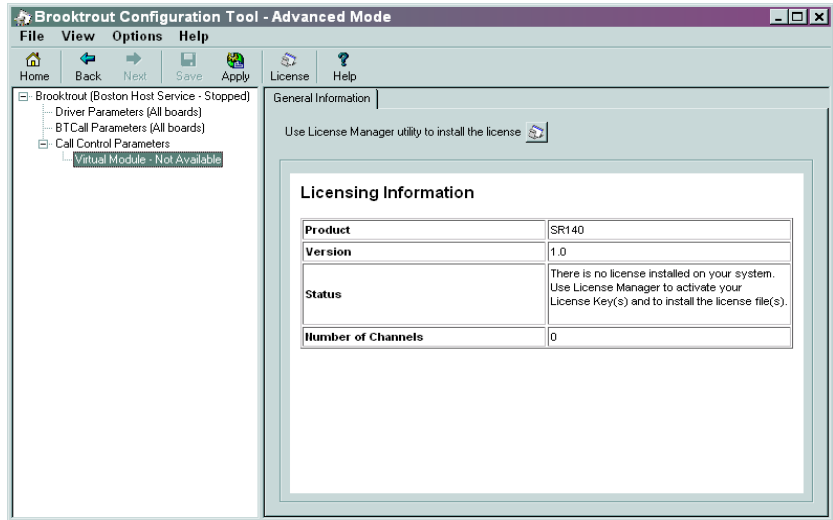 Brooktrout Configuration Tool - Advanced Mode
File View Options Help
Home Back Next Save Apply License Help
Brooktrout (Boston Host Service - Stopped)
Driver Parameters (All boards)
BTCall Parameters (All boards)
Call Control Parameters
Virtual Module - Not Available
General Information
Use License Manager utility to install the license
Licensing Information
Product SR140
Version 1.0
Status There is no license installed on your system.
Use License Manager to activate your
License Key(s) and to install the license file(s).
Number of Channels 0